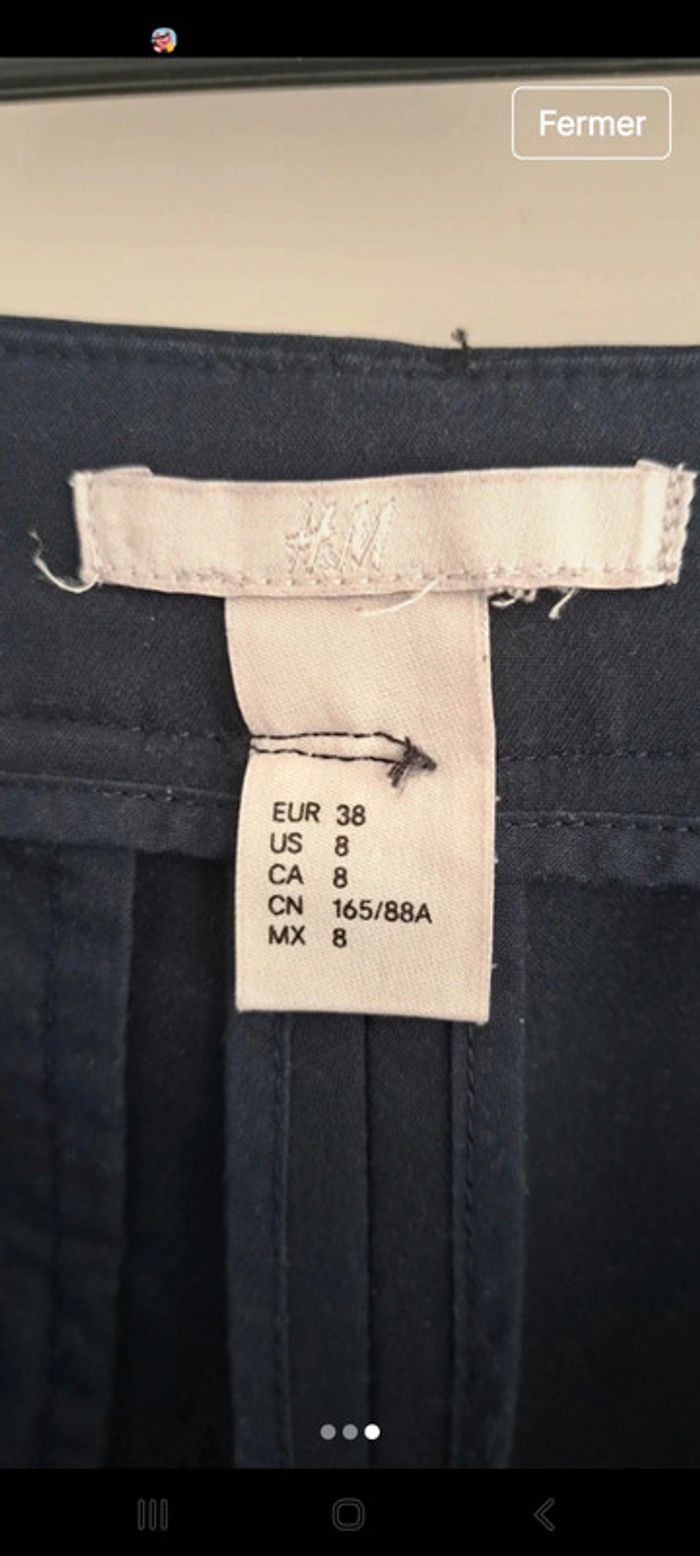 Fermer
H&M
EUR 38
US 8
CA 8
CN 165/88A
MX 8